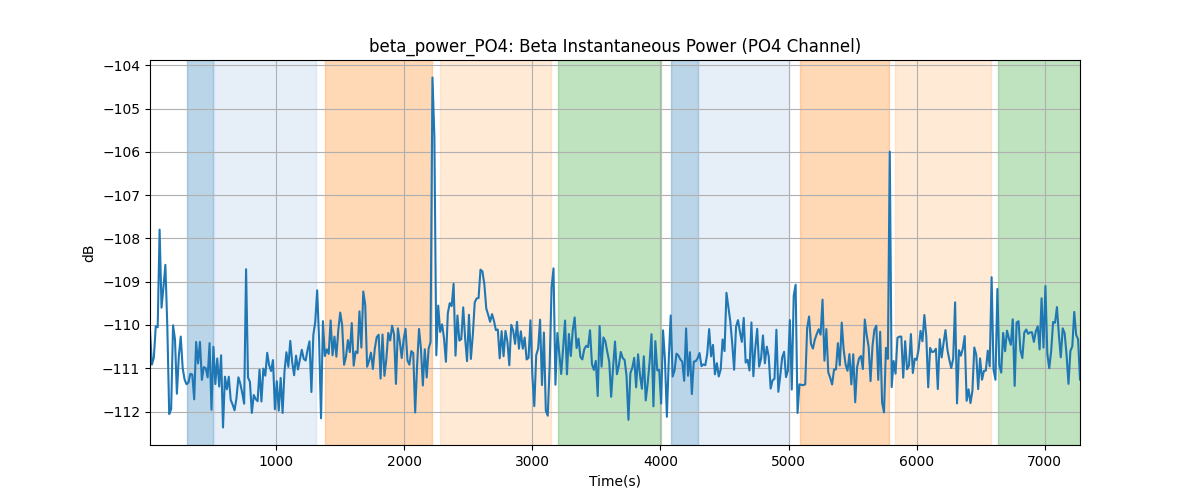 beta_power_PO4: Beta Instantaneous Power (PO4 Channel)
−104
−105
−106
−107
−108
−109
−110
−111
−112
dB
1000 2000 3000 4000 5000 6000 7000
Time(s)